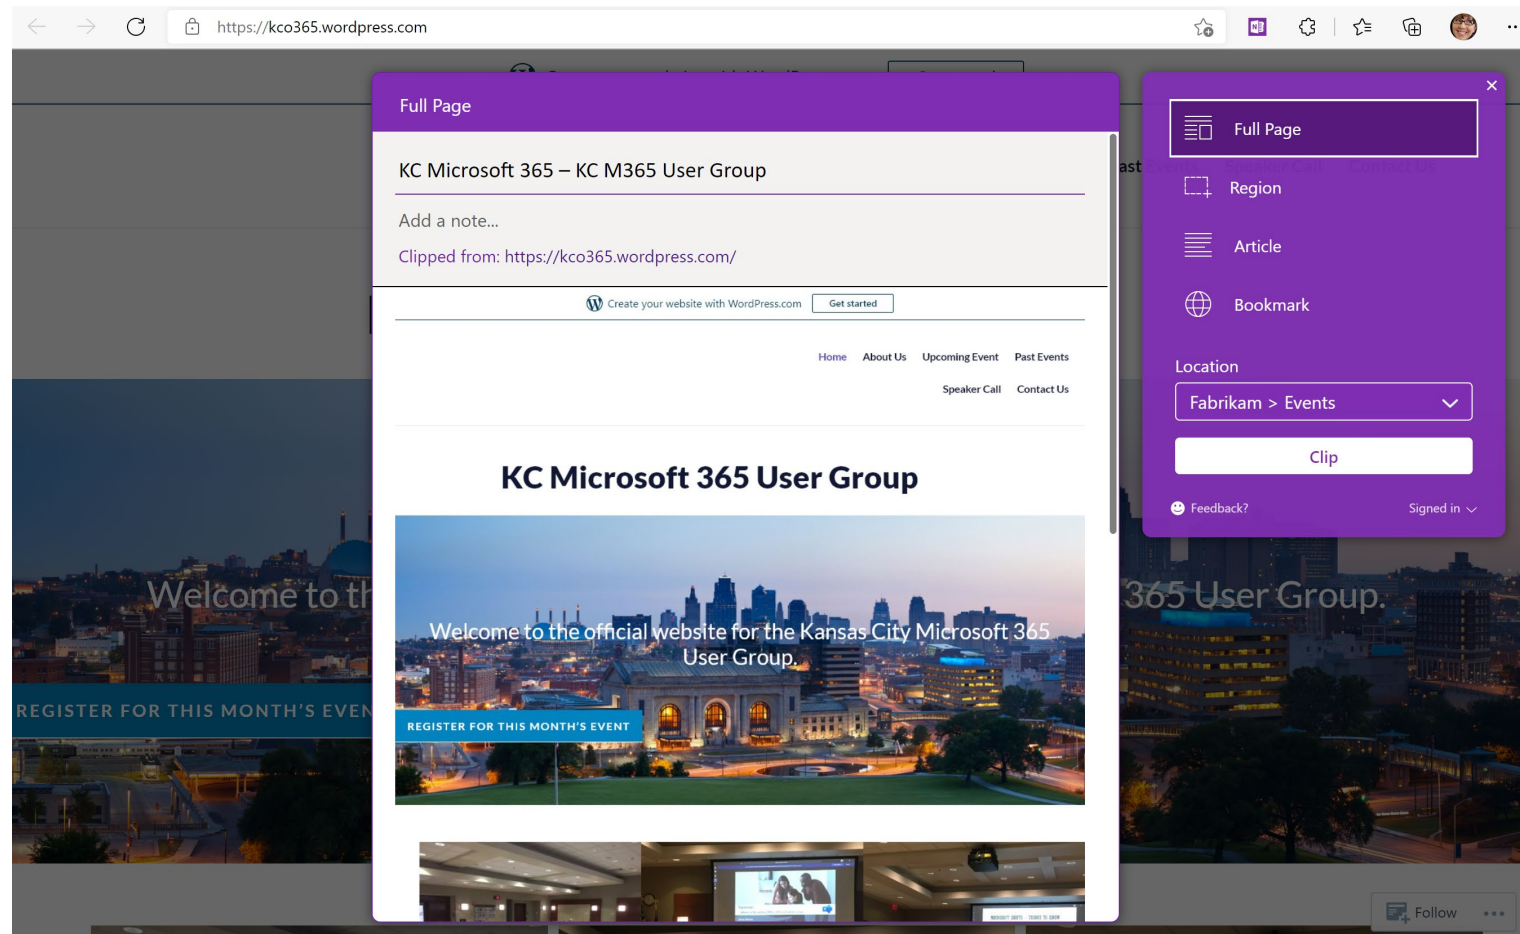 https://kco365.wordpress.com
Full Page
KC Microsoft 365 – KC M365 User Group
Add a note...
Clipped from: https://kco365.wordpress.com/
Create your website with WordPress.com Get started
Home About Us Upcoming Event Past Events
Speaker Call Contact Us
KC Microsoft 365 User Group
Welcome to the official website for the Kansas City Microsoft 365
User Group.
REGISTER FOR THIS MONTH'S EVENT
Full Page
Region
Article
Bookmark
Location
Fabrikam > Events
Clip
Feedback? Signed in
Welcome to th
365 User Group.
REGISTER FOR THIS MONTH'S EVEN
Follow